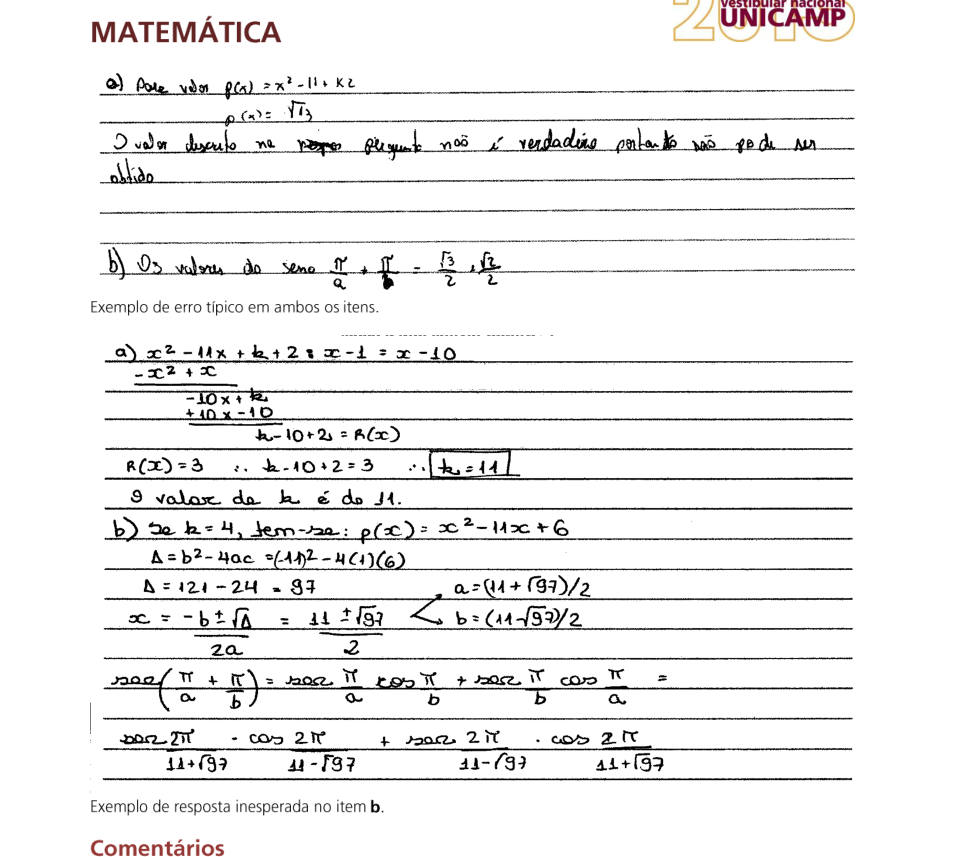 vestibular nacional
UNICAMP
MATEMÁTICA
a) Para valor p(x) = x² - 11 + K2
p(x) = √13
O valor descrito na pergunta não é verdadeiro portanto não pode ser
obtido
b) Os valores do seno π/a + π/b = √3/2 , √2/2
Exemplo de erro típico em ambos os itens.
a) x² - 11x + k + 2 : x - 1 = x - 10
-x² + x
-10x + k
+10x - 10
k - 10 + 2 = R(x)
R(x) = 3 ∴ k - 10 + 2 = 3 ∴ k = 11
O valor de k é de 11.
b) Se k = 4, tem-se: p(x) = x² - 11x + 6
Δ = b² - 4ac = (-11)² - 4(1)(6)
Δ = 121 - 24 = 97 a = (11 + √97)/2
x = -b ± √Δ / 2a = 11 ± √97 / 2 b = (11 - √97)/2
sen(π/a + π/b) = sen π/a cos π/b + sen π/b cos π/a =
sen 2π/11+√97 · cos 2π/11-√97 + sen 2π/11-√97 · cos 2π/11+√97
Exemplo de resposta inesperada no item b.
Comentários